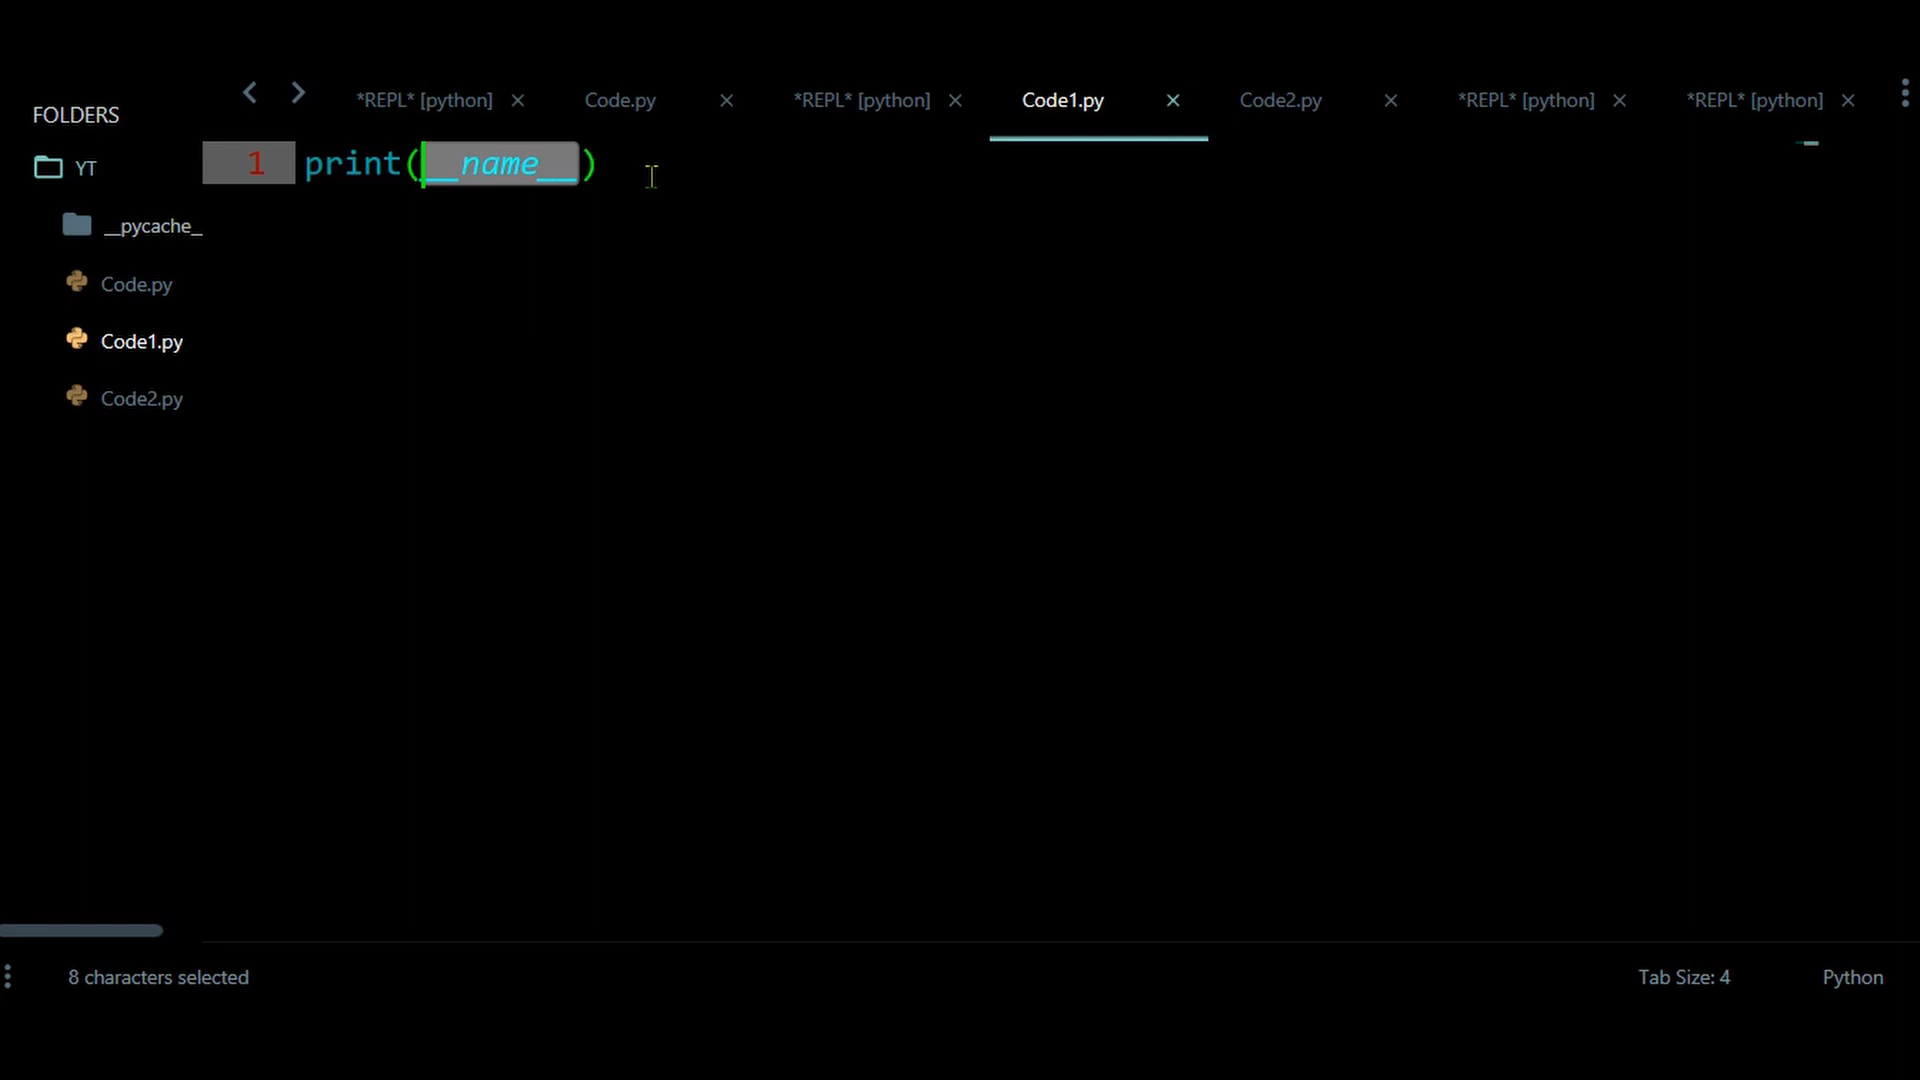 *REPL* [python] Code.py *REPL* [python] Code1.py Code2.py *REPL* [python] *REPL* [python]
FOLDERS
YT
__pycache_
Code.py
Code1.py
Code2.py
1 print(__name__)
8 characters selected Tab Size: 4 Python